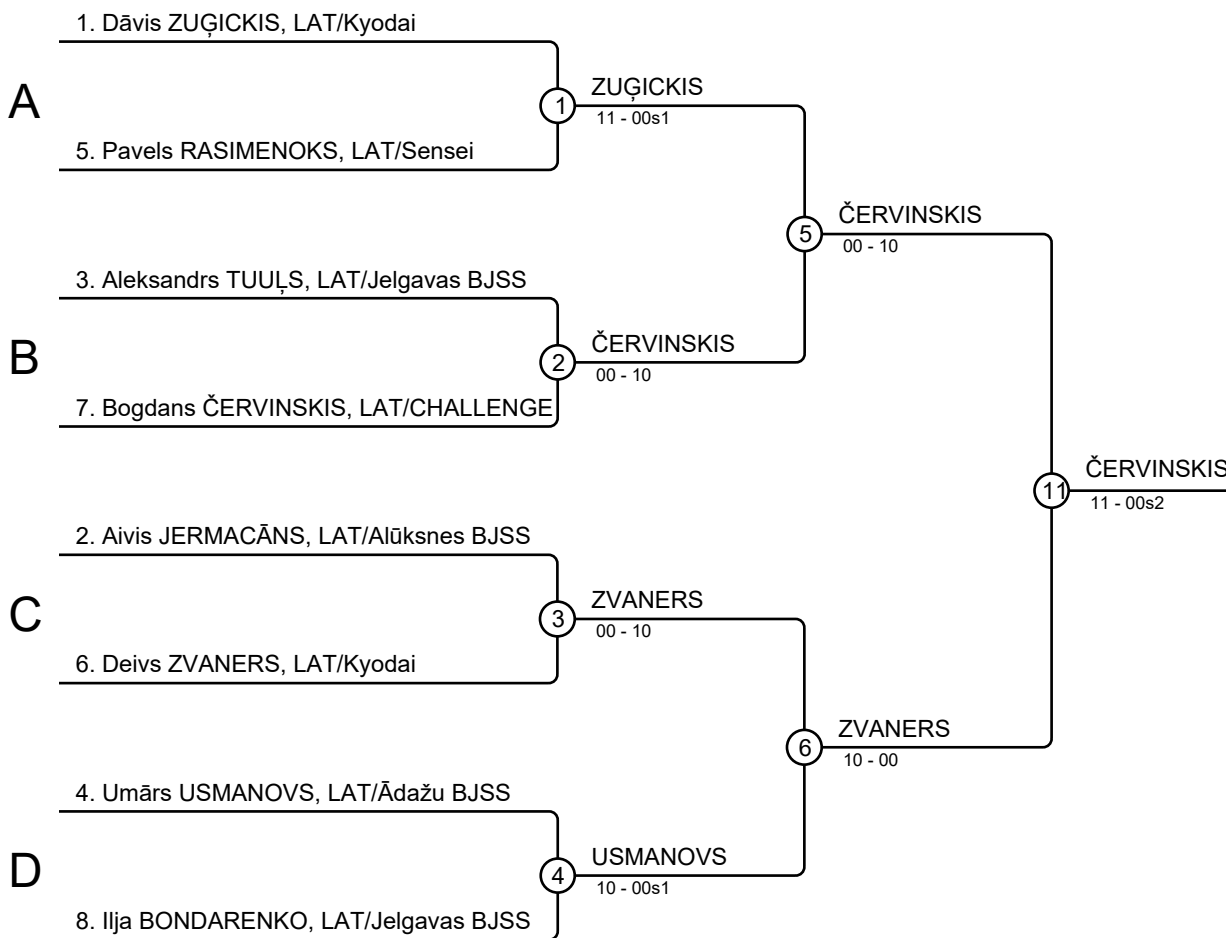 1. Dāvis ZUĢICKIS, LAT/Kyodai
A
1
ZUĢICKIS
11 - 00s1
5. Pavels RASIMENOKS, LAT/Sensei
5
ČERVINSKIS
00 - 10
3. Aleksandrs TUUĻS, LAT/Jelgavas BJSS
B
2
ČERVINSKIS
00 - 10
7. Bogdans ČERVINSKIS, LAT/CHALLENGE
11
ČERVINSKIS
11 - 00s2
2. Aivis JERMACĀNS, LAT/Alūksnes BJSS
C
3
ZVANERS
00 - 10
6. Deivs ZVANERS, LAT/Kyodai
6
ZVANERS
10 - 00
4. Umārs USMANOVS, LAT/Ādažu BJSS
D
4
USMANOVS
10 - 00s1
8. Ilja BONDARENKO, LAT/Jelgavas BJSS